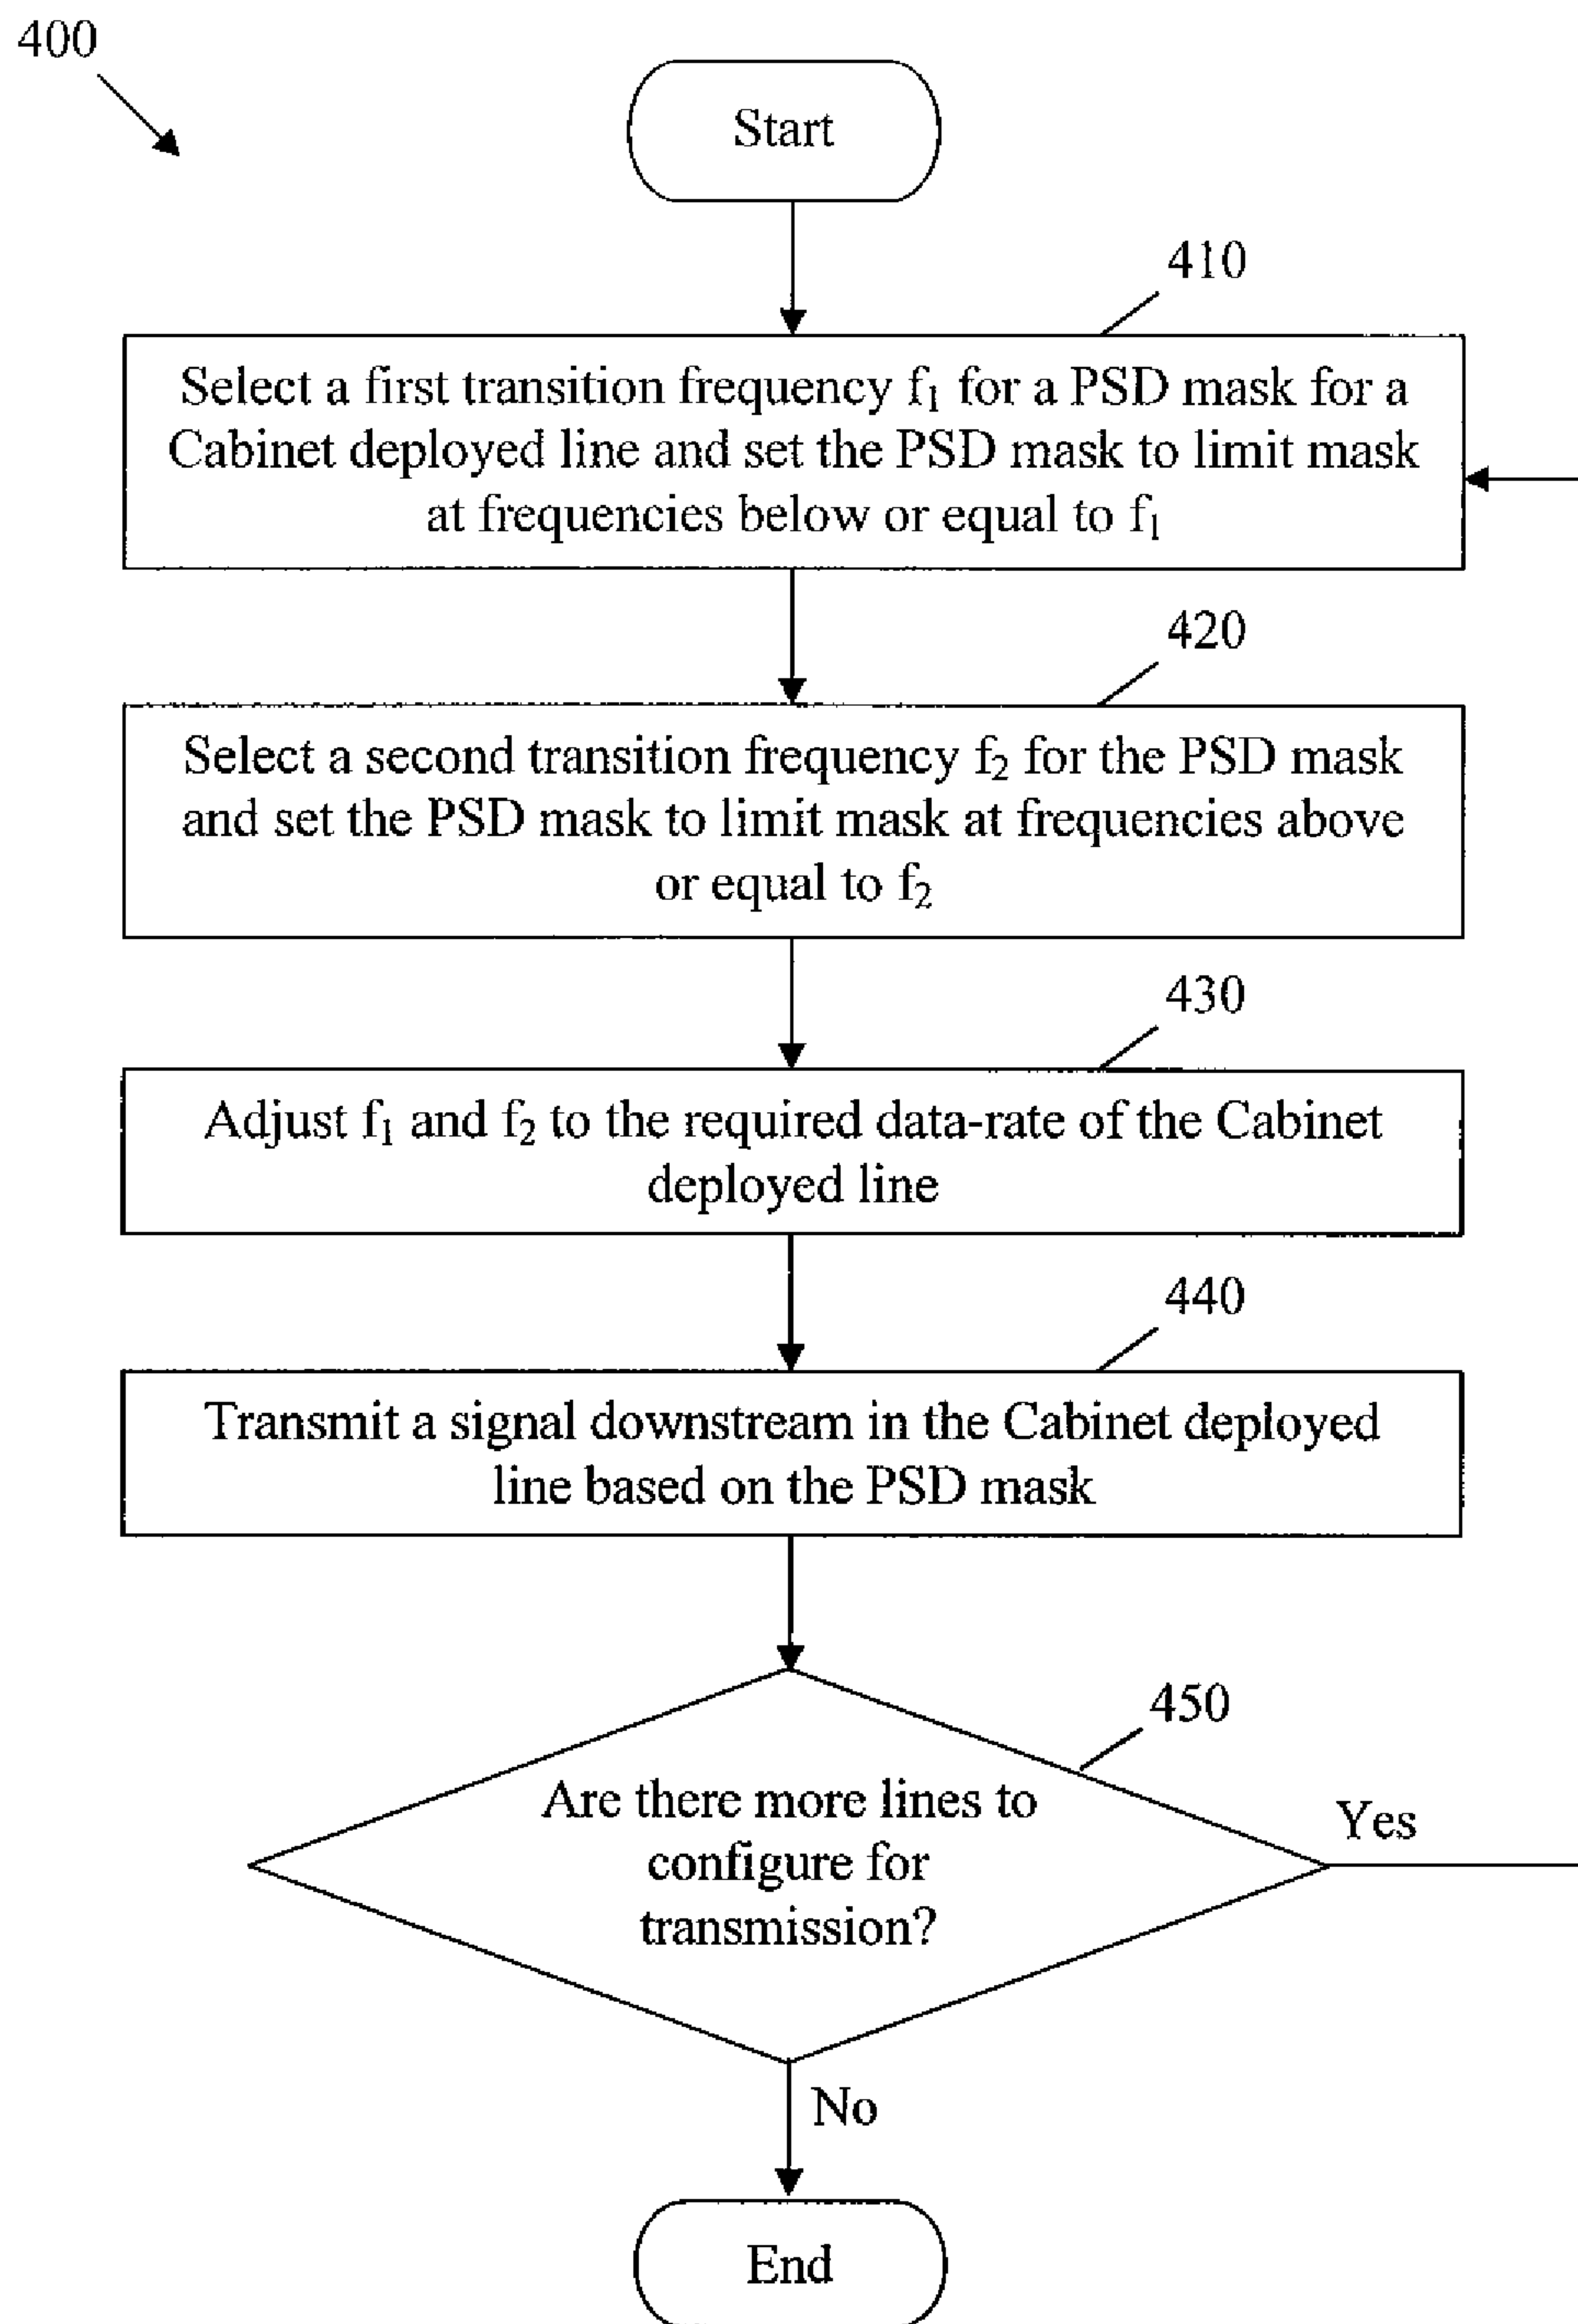 400
Start
410
Select a first transition frequency f₁ for a PSD mask for a
Cabinet deployed line and set the PSD mask to limit mask
at frequencies below or equal to f₁
420
Select a second transition frequency f₂ for the PSD mask
and set the PSD mask to limit mask at frequencies above
or equal to f₂
430
Adjust f₁ and f₂ to the required data-rate of the Cabinet
deployed line
440
Transmit a signal downstream in the Cabinet deployed
line based on the PSD mask
450
Are there more lines to
configure for
transmission?
Yes
No
End